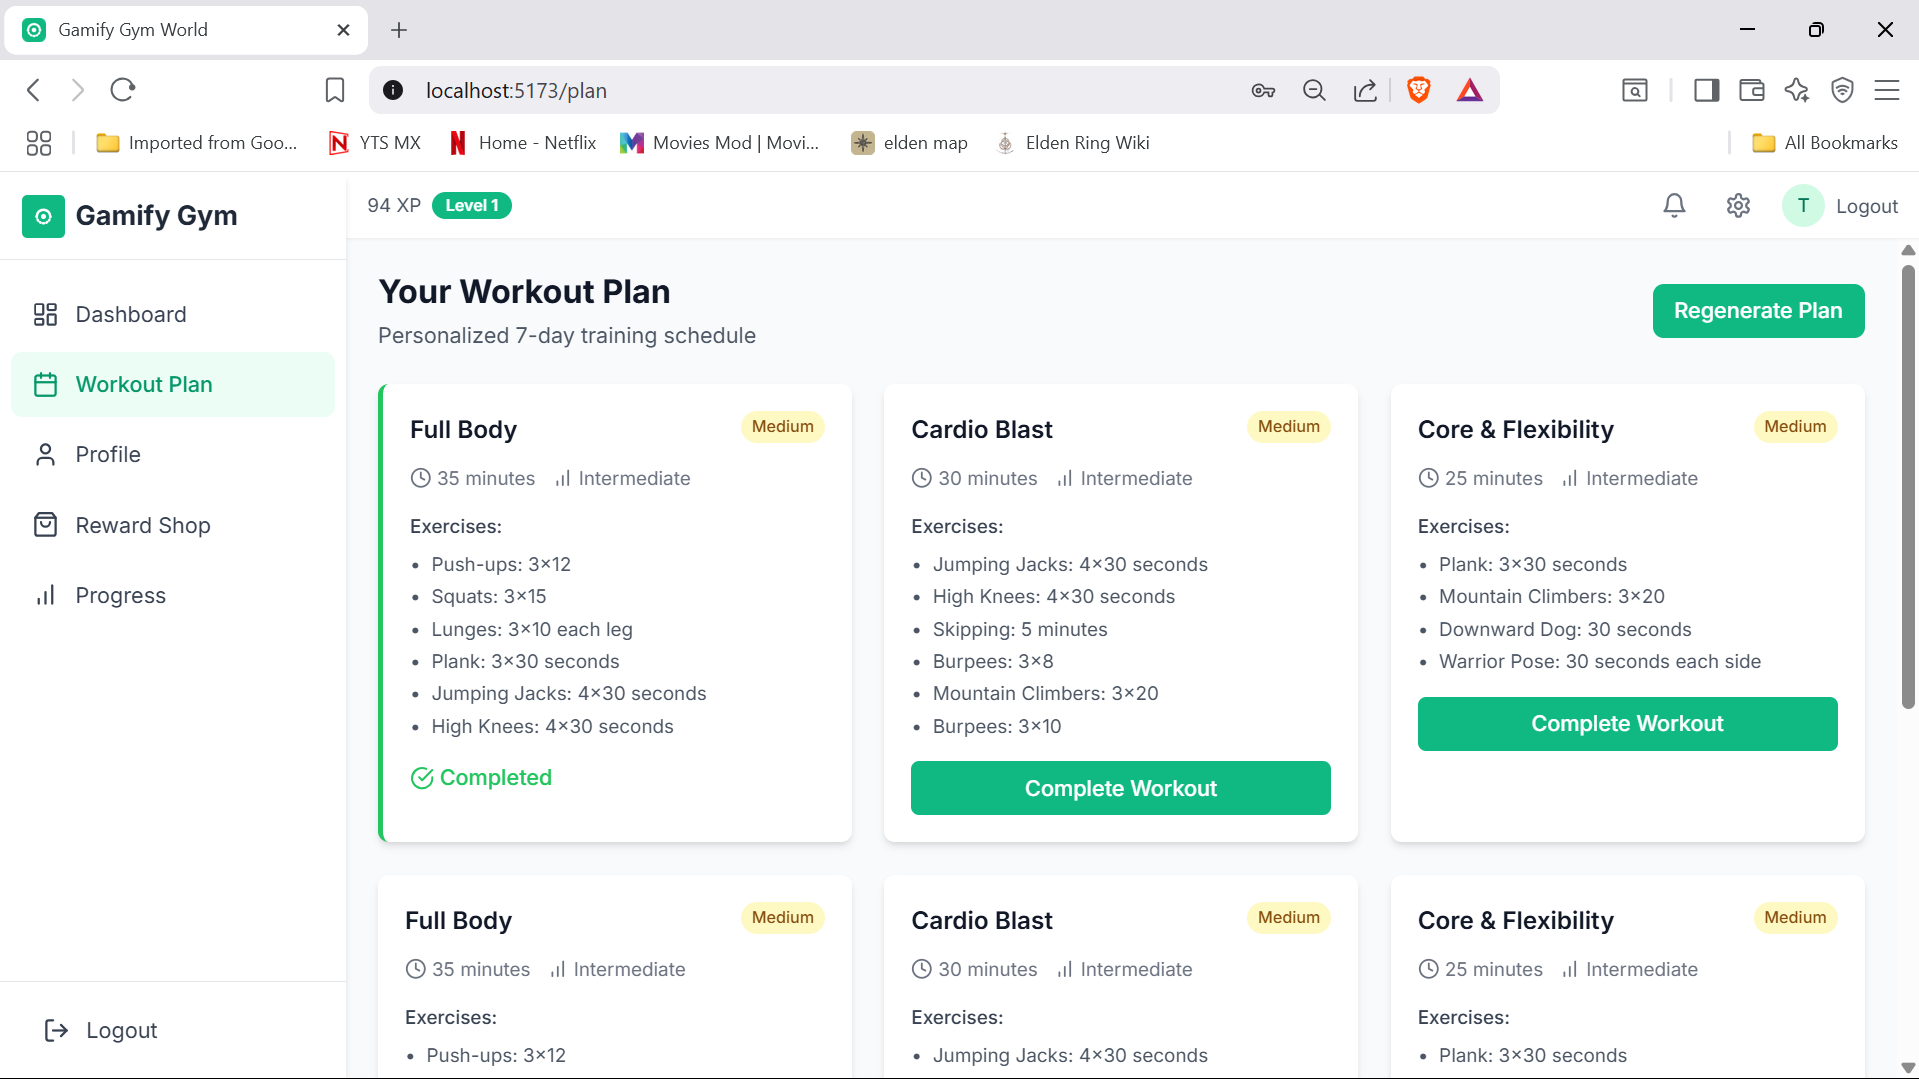 Gamify Gym World
localhost:5173/plan
Imported from Goo...
YTS MX
Home - Netflix
Movies Mod | Movi...
elden map
Elden Ring Wiki
All Bookmarks
Gamify Gym
94 XP
Level 1
T
Logout
Dashboard
Workout Plan
Profile
Reward Shop
Progress
Logout
Your Workout Plan
Personalized 7-day training schedule
Regenerate Plan
Full Body
Medium
35 minutes
Intermediate
Exercises:
• Push-ups: 3×12
• Squats: 3×15
• Lunges: 3×10 each leg
• Plank: 3×30 seconds
• Jumping Jacks: 4×30 seconds
• High Knees: 4×30 seconds
Completed
Cardio Blast
Medium
30 minutes
Intermediate
Exercises:
• Jumping Jacks: 4×30 seconds
• High Knees: 4×30 seconds
• Skipping: 5 minutes
• Burpees: 3×8
• Mountain Climbers: 3×20
• Burpees: 3×10
Complete Workout
Core & Flexibility
Medium
25 minutes
Intermediate
Exercises:
• Plank: 3×30 seconds
• Mountain Climbers: 3×20
• Downward Dog: 30 seconds
• Warrior Pose: 30 seconds each side
Complete Workout
Full Body
Medium
35 minutes
Intermediate
Exercises:
• Push-ups: 3×12
Cardio Blast
Medium
30 minutes
Intermediate
Exercises:
• Jumping Jacks: 4×30 seconds
Core & Flexibility
Medium
25 minutes
Intermediate
Exercises:
• Plank: 3×30 seconds